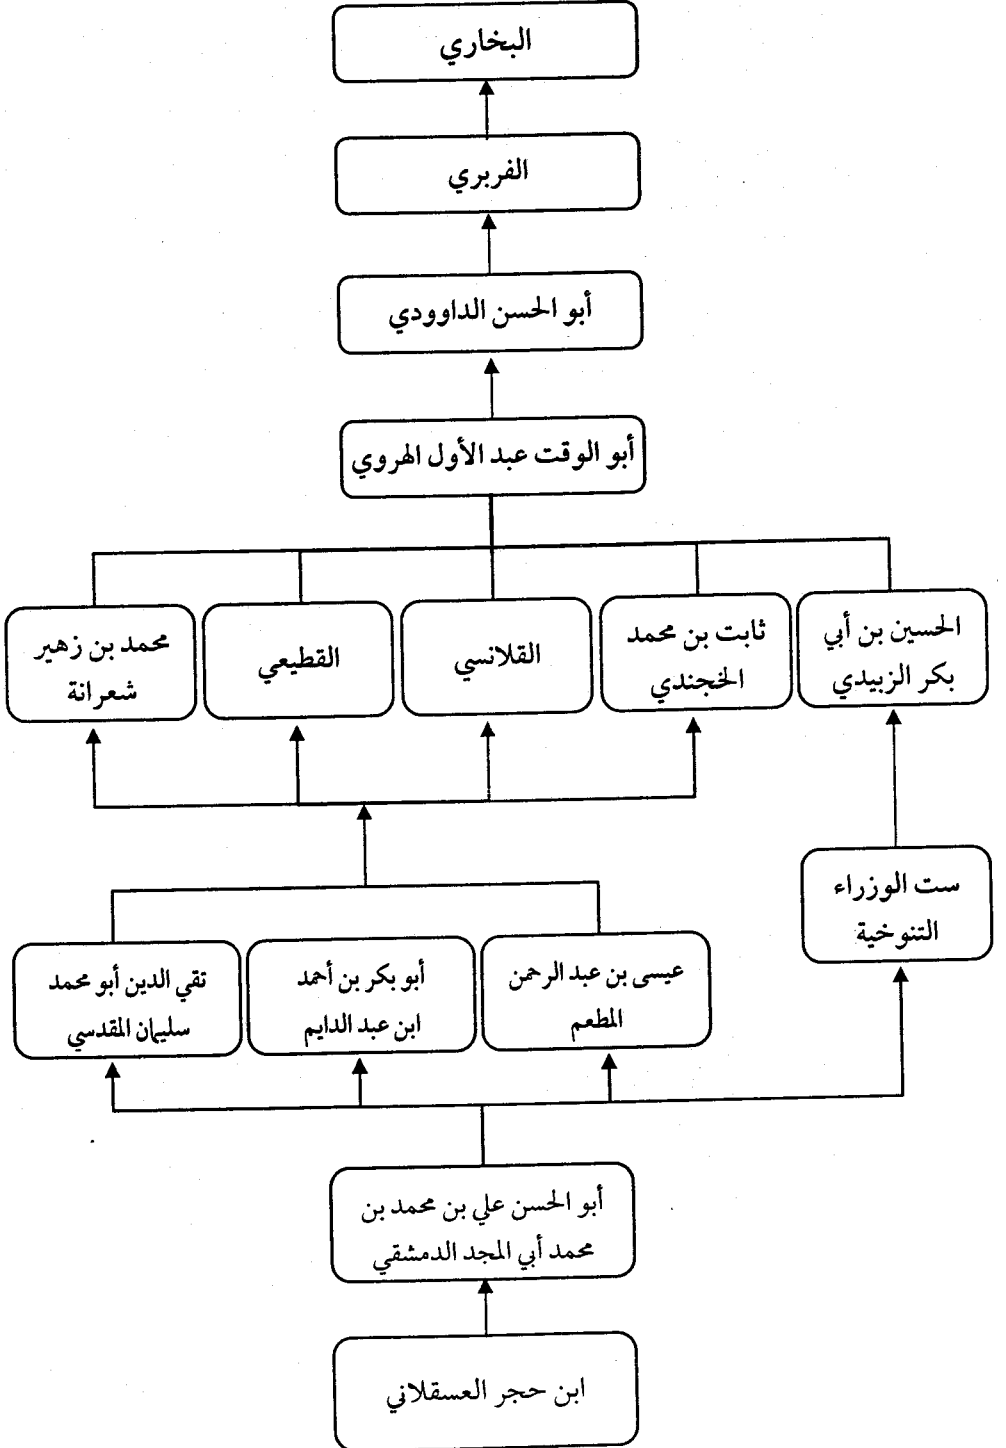 البخاري
الفربري
أبو الحسن الداوودي
أبو الوقت عبد الأول الهروي
الحسين بن أبي
بكر الزبيدي
ثابت بن محمد
الخجندي
القلانسي
القطيعي
محمد بن زهير
شعرانة
ست الوزراء
التنوخية
عيسى بن عبد الرحمن
المطعم
أبو بكر بن أحمد
ابن عبد الدايم
تقي الدين أبو محمد
سليمان المقدسي
أبو الحسن علي بن محمد بن
محمد أبي المجد الدمشقي
ابن حجر العسقلاني